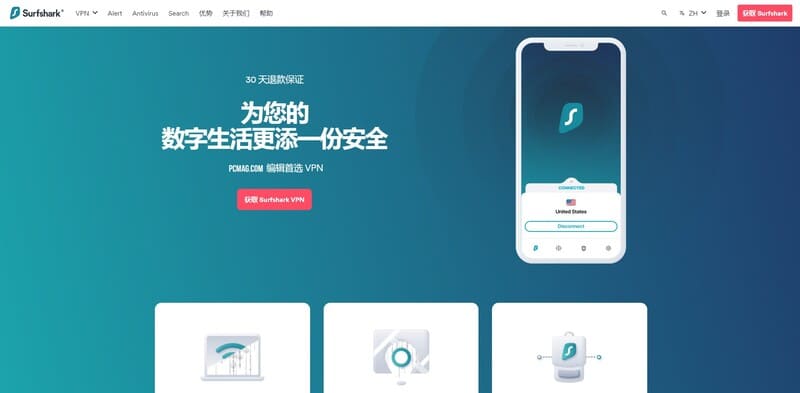 Surfshark®
VPN Alert Antivirus Search 优势 关于我们 帮助 ZH 登录 获取 Surfshark
30 天退款保证
为您的
数字生活更添一份安全
PCMAG.COM 编辑首选 VPN
获取 Surfshark VPN
CONNECTED
United States
Disconnect